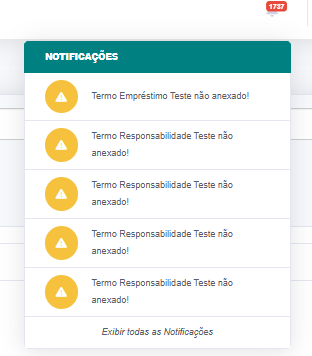 1737
NOTIFICAÇÕES
Termo Empréstimo Teste não anexado!
Termo Responsabilidade Teste não
anexado!
Termo Responsabilidade Teste não
anexado!
Termo Responsabilidade Teste não
anexado!
Termo Responsabilidade Teste não
anexado!
Exibir todas as Notificações